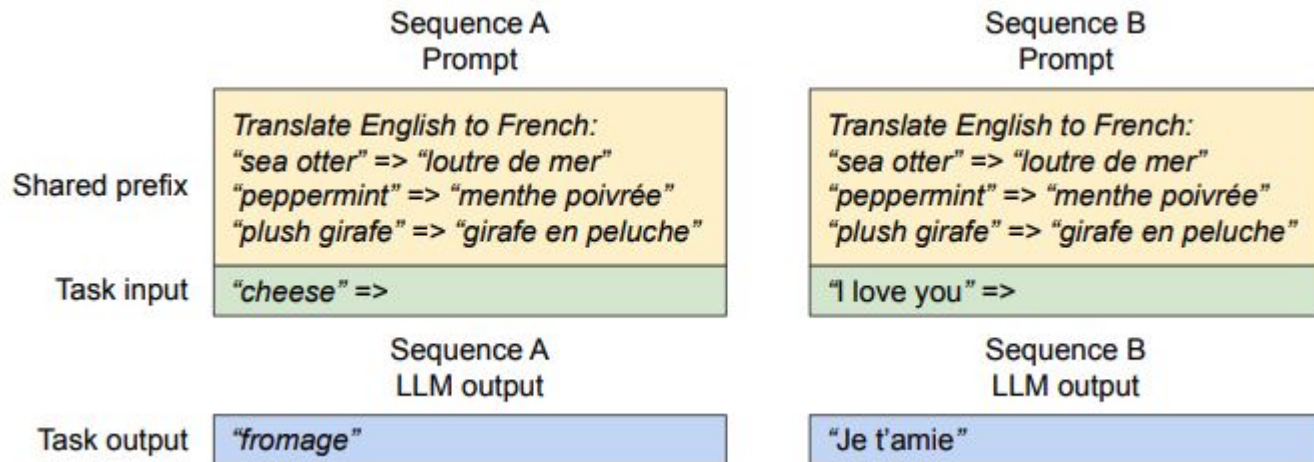 Sequence A
Prompt
Sequence B
Prompt
Shared prefix
Translate English to French:
“sea otter” => “loutre de mer”
“peppermint” => “menthe poivrée”
“plush girafe” => “girafe en peluche”
Translate English to French:
“sea otter” => “loutre de mer”
“peppermint” => “menthe poivrée”
“plush girafe” => “girafe en peluche”
Task input
“cheese” =>
“I love you” =>
Sequence A
LLM output
Sequence B
LLM output
Task output
“fromage”
“Je t’amie”